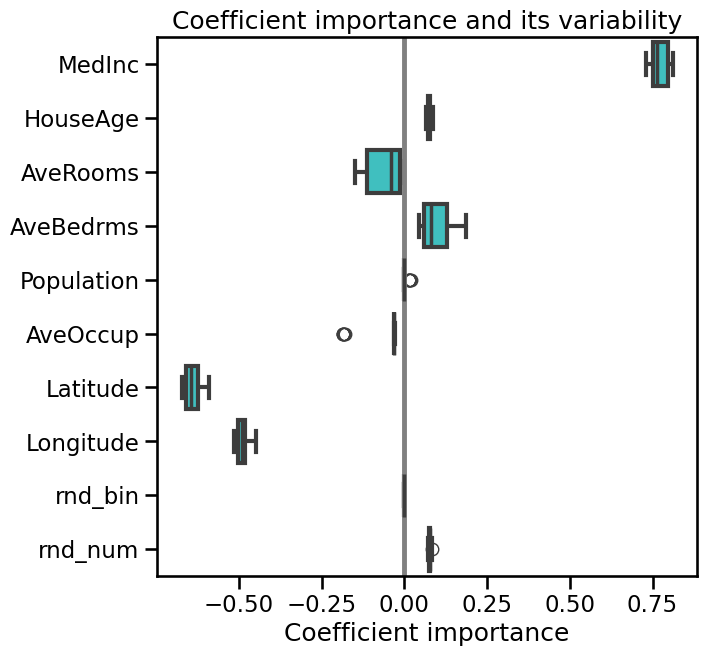 Coefficient importance and its variability
MedInc
HouseAge
AveRooms
AveBedrms
Population
AveOccup
Latitude
Longitude
rnd_bin
rnd_num
−0.50 −0.25 0.00 0.25 0.50 0.75
Coefficient importance